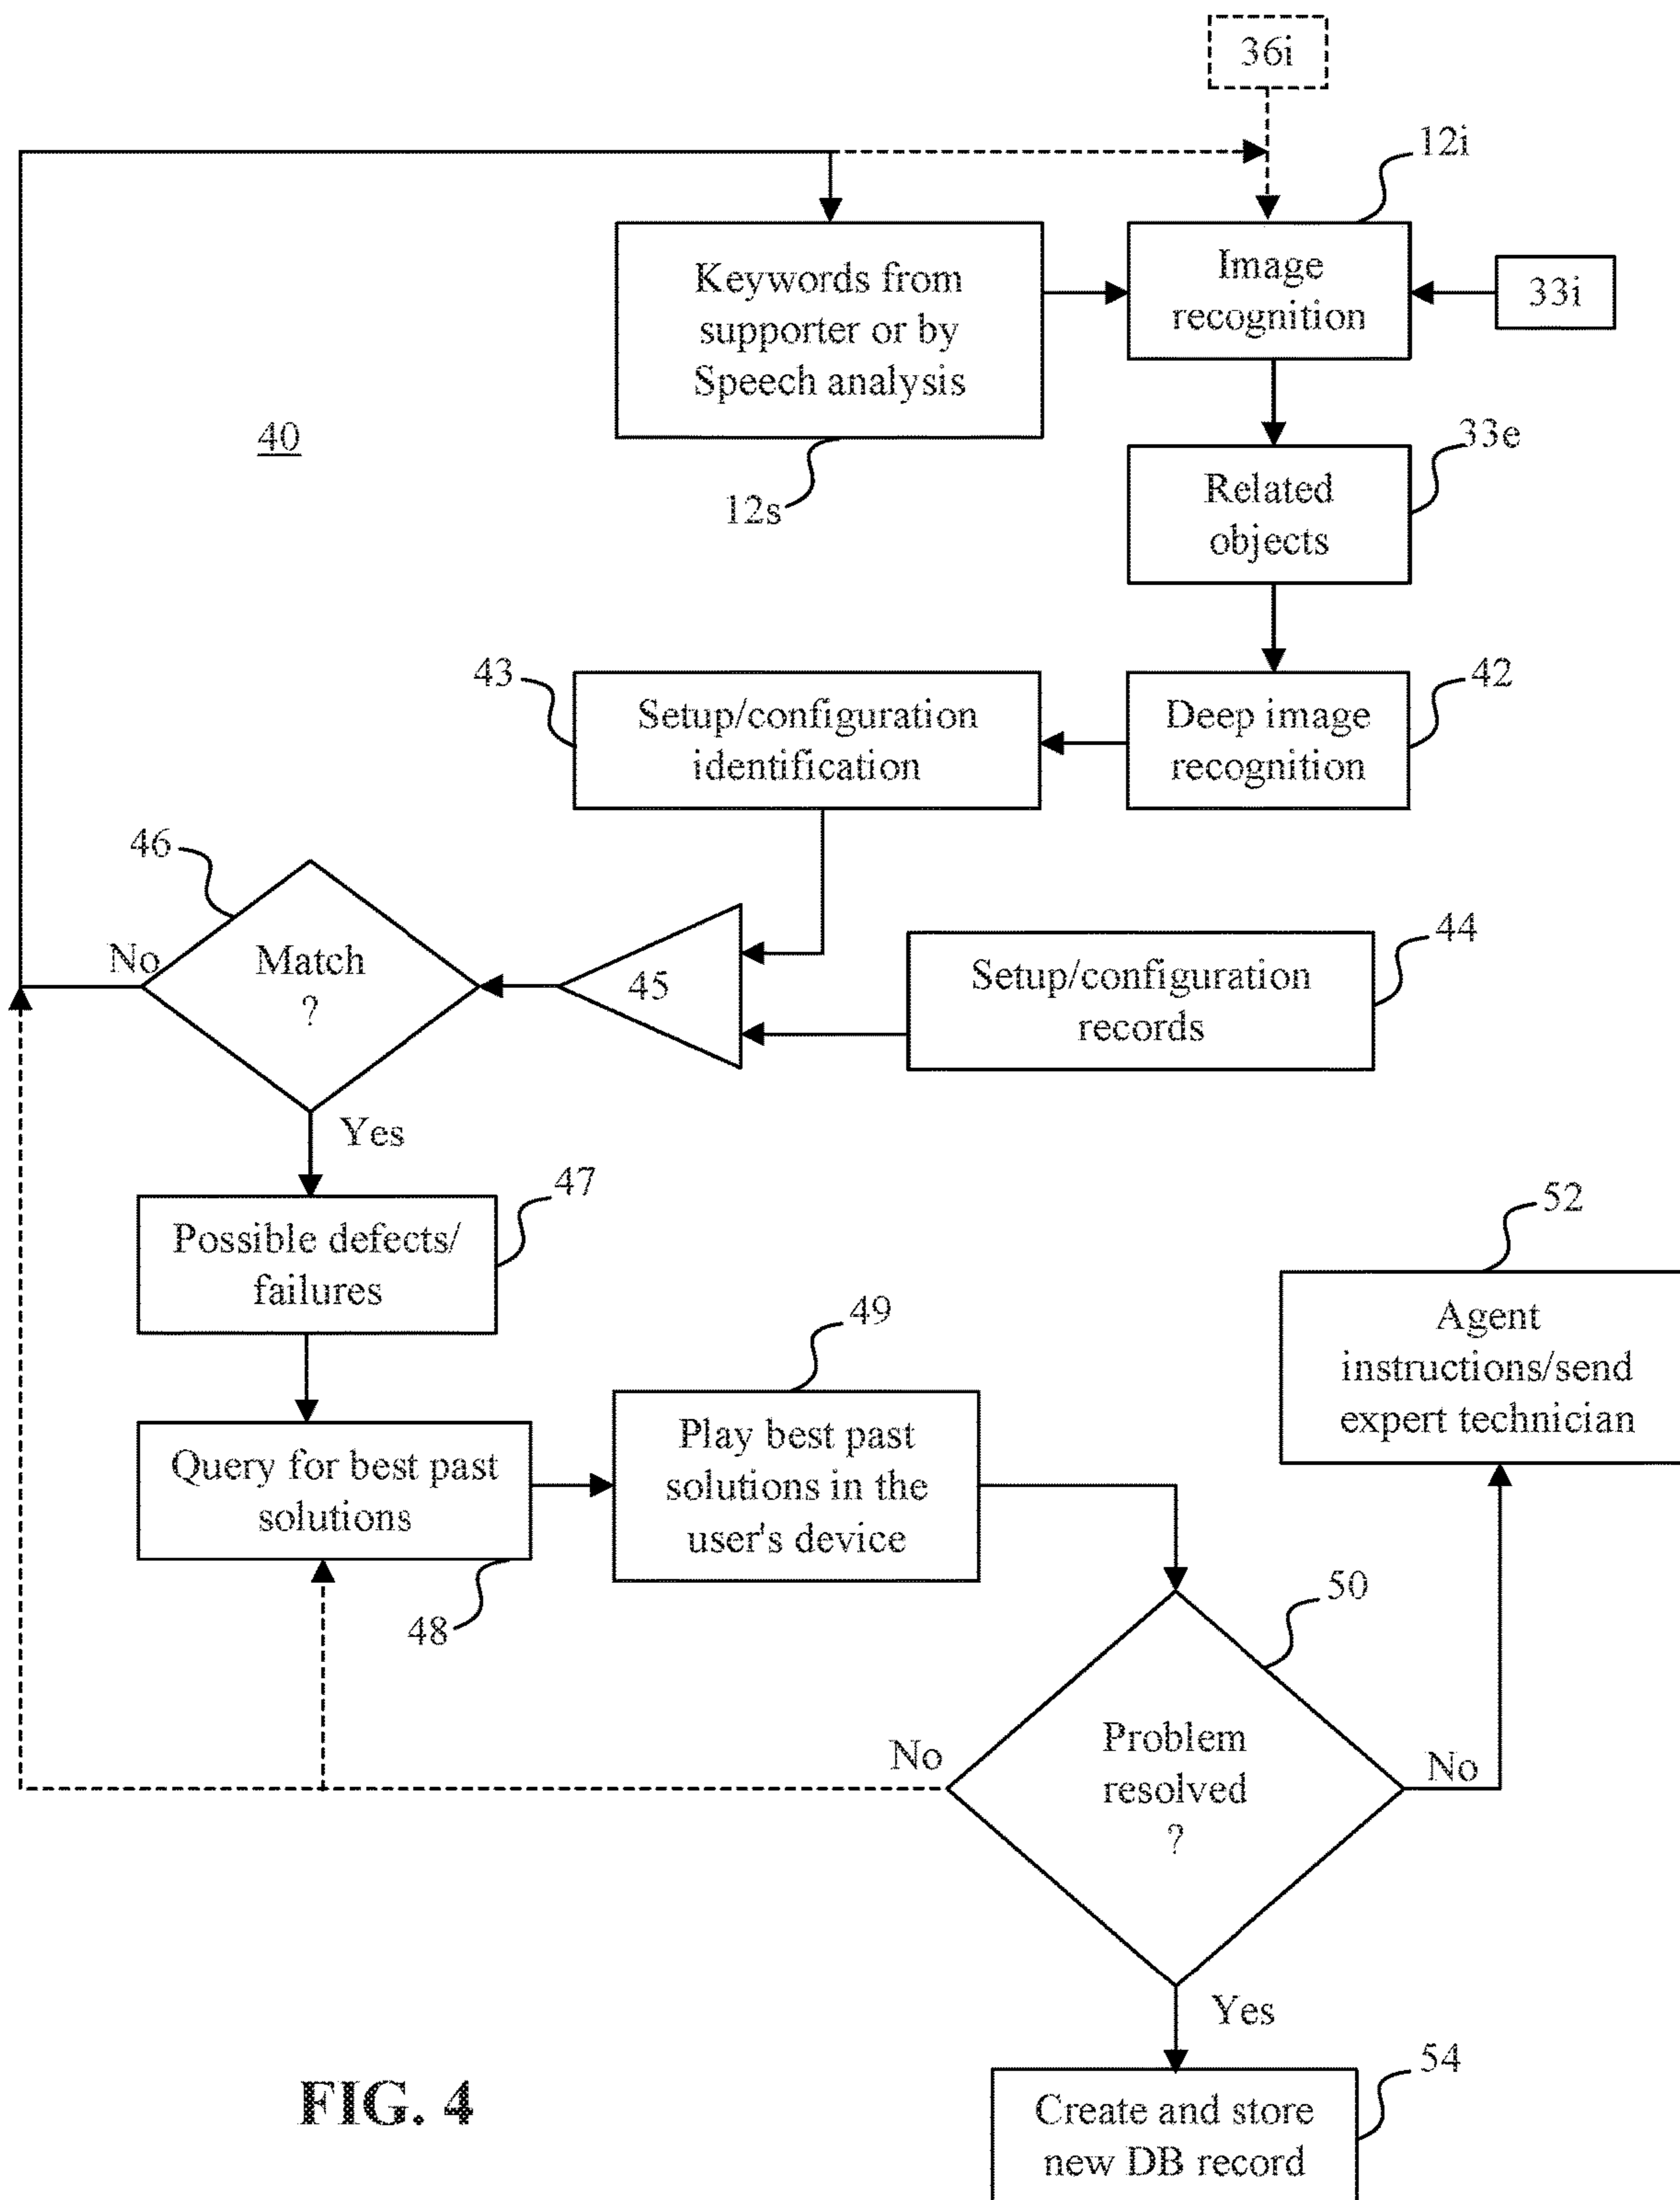 36i
12i
Keywords from
supporter or by
Speech analysis
Image
recognition
33i
40
12s
33e
Related
objects
43
Setup/configuration
identification
42
Deep image
recognition
46
No
Match
?
45
44
Setup/configuration
records
Yes
47
Possible defects/
failures
52
Agent
instructions/send
expert technician
49
Query for best past
solutions
Play best past
solutions in the
user's device
48
50
No
Problem
resolved
?
No
Yes
54
Create and store
new DB record
FIG. 4